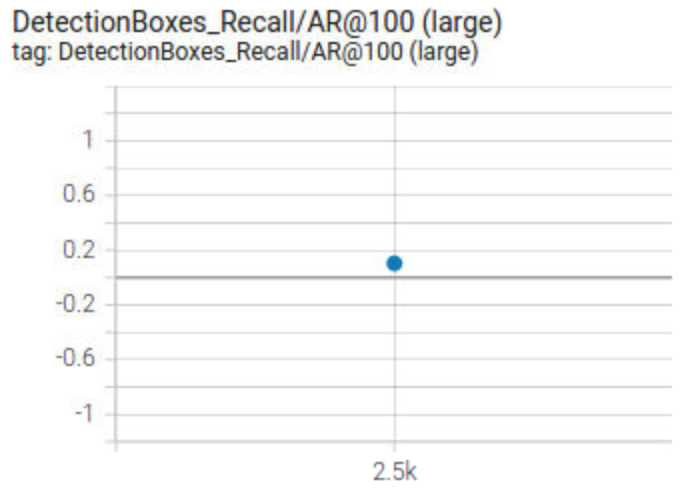 DetectionBoxes_Recall/AR@100 (large)
tag: DetectionBoxes_Recall/AR@100 (large)
1
0.6
0.2
-0.2
-0.6
-1
2.5k